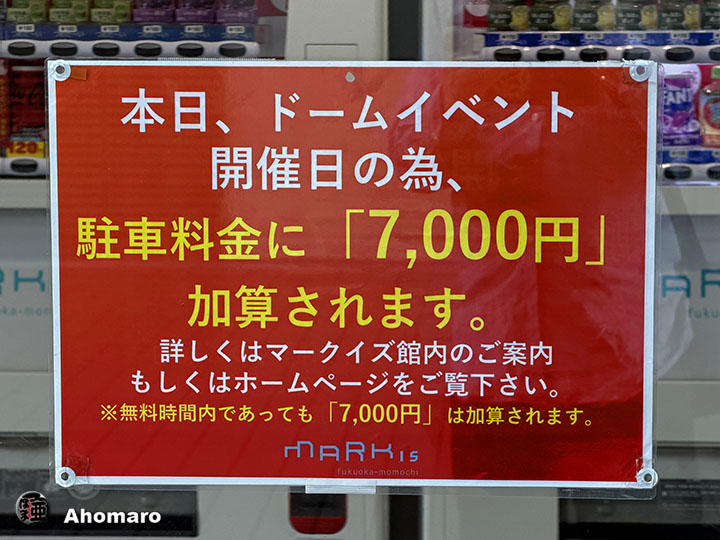 本日、ドームイベント
開催日の為、
駐車料金に「7,000円」
加算されます。
詳しくはマークイズ館内のご案内
もしくはホームページをご覧下さい。
※無料時間内であっても「7,000円」は加算されます。
MARK IS
fukuoka-momochi
Ahomaro